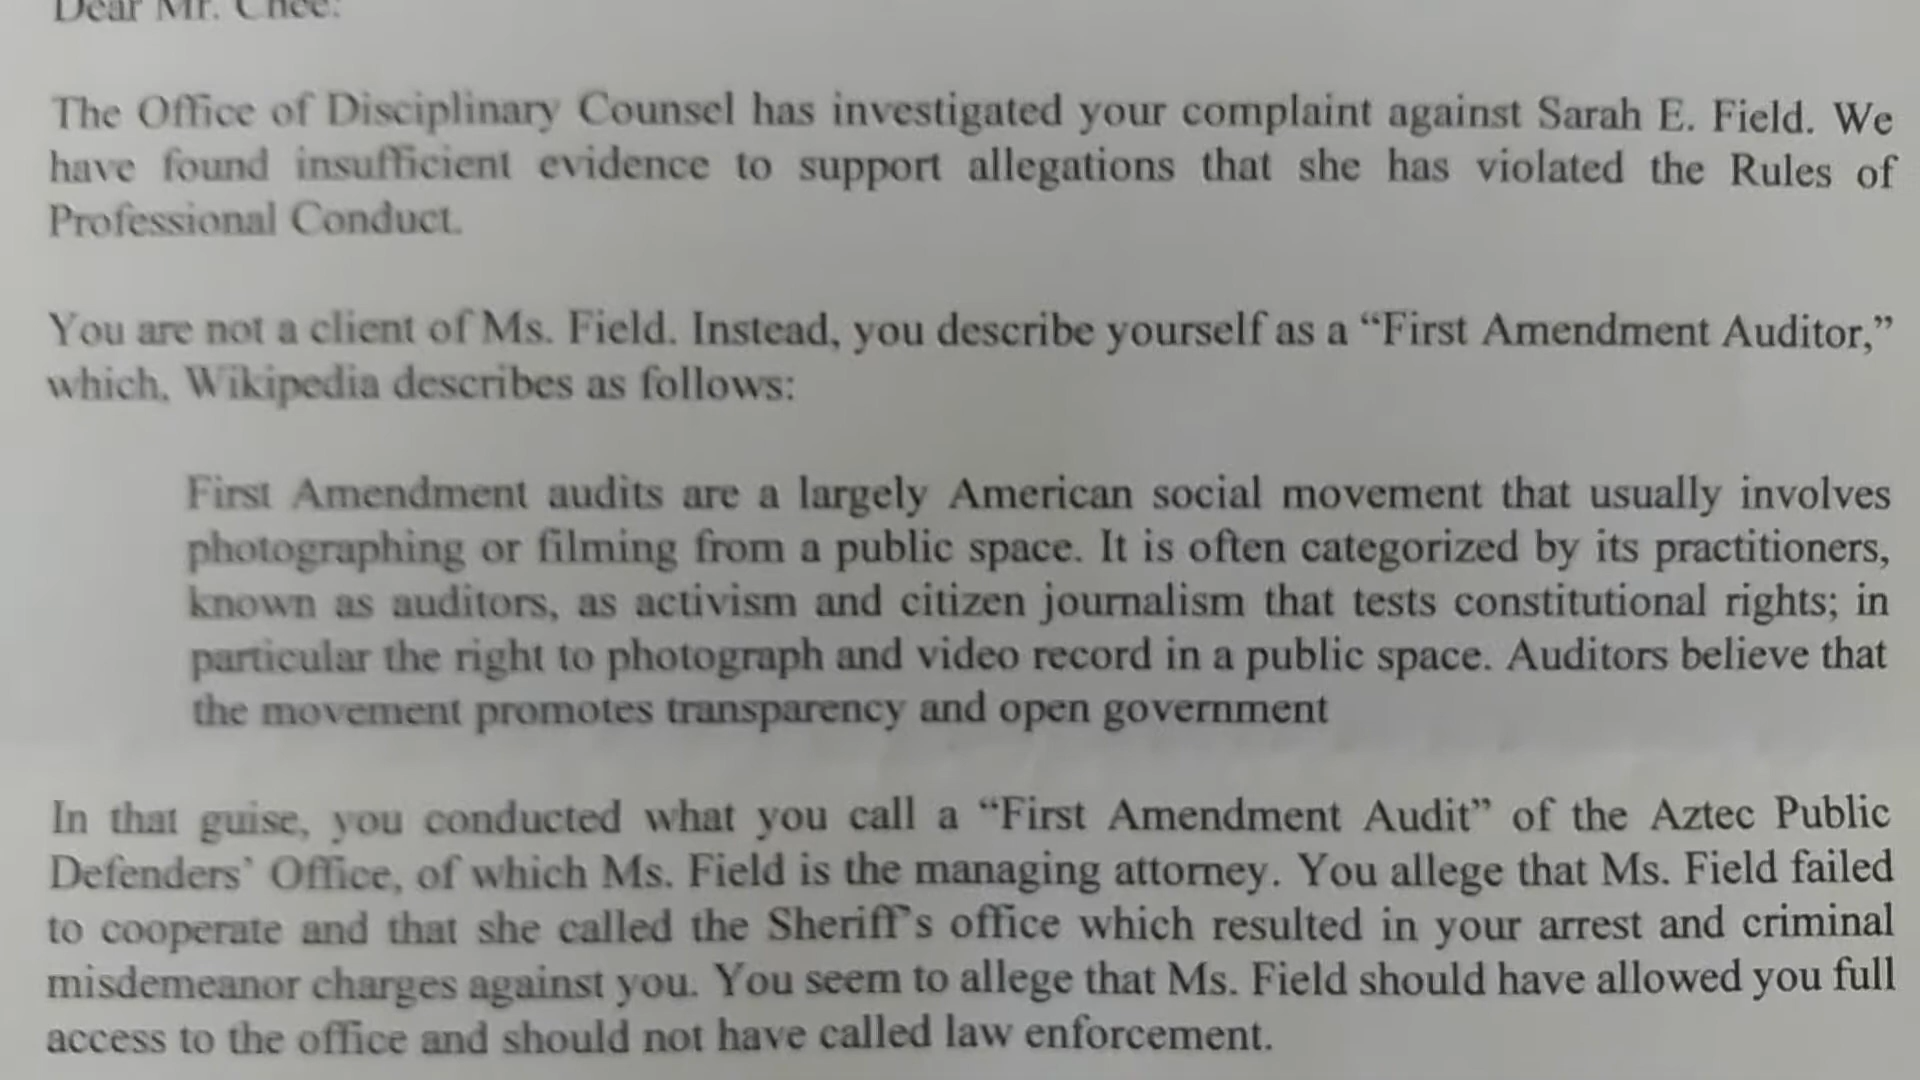 Dear Mr. Chee:
The Office of Disciplinary Counsel has investigated your complaint against Sarah E. Field. We
have found insufficient evidence to support allegations that she has violated the Rules of
Professional Conduct.
You are not a client of Ms. Field. Instead, you describe yourself as a “First Amendment Auditor,”
which, Wikipedia describes as follows:
First Amendment audits are a largely American social movement that usually involves
photographing or filming from a public space. It is often categorized by its practitioners,
known as auditors, as activism and citizen journalism that tests constitutional rights; in
particular the right to photograph and video record in a public space. Auditors believe that
the movement promotes transparency and open government
In that guise, you conducted what you call a “First Amendment Audit” of the Aztec Public
Defenders’ Office, of which Ms. Field is the managing attorney. You allege that Ms. Field failed
to cooperate and that she called the Sheriff’s office which resulted in your arrest and criminal
misdemeanor charges against you. You seem to allege that Ms. Field should have allowed you full
access to the office and should not have called law enforcement.